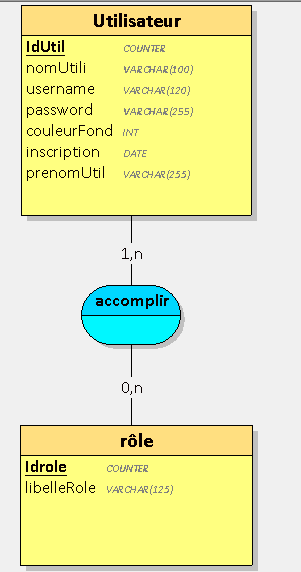 Utilisateur
IdUtil COUNTER
nomUtili VARCHAR(100)
username VARCHAR(120)
password VARCHAR(255)
couleurFond INT
inscription DATE
prenomUtil VARCHAR(255)
1,n
accomplir
0,n
rôle
Idrole COUNTER
libelleRole VARCHAR(125)